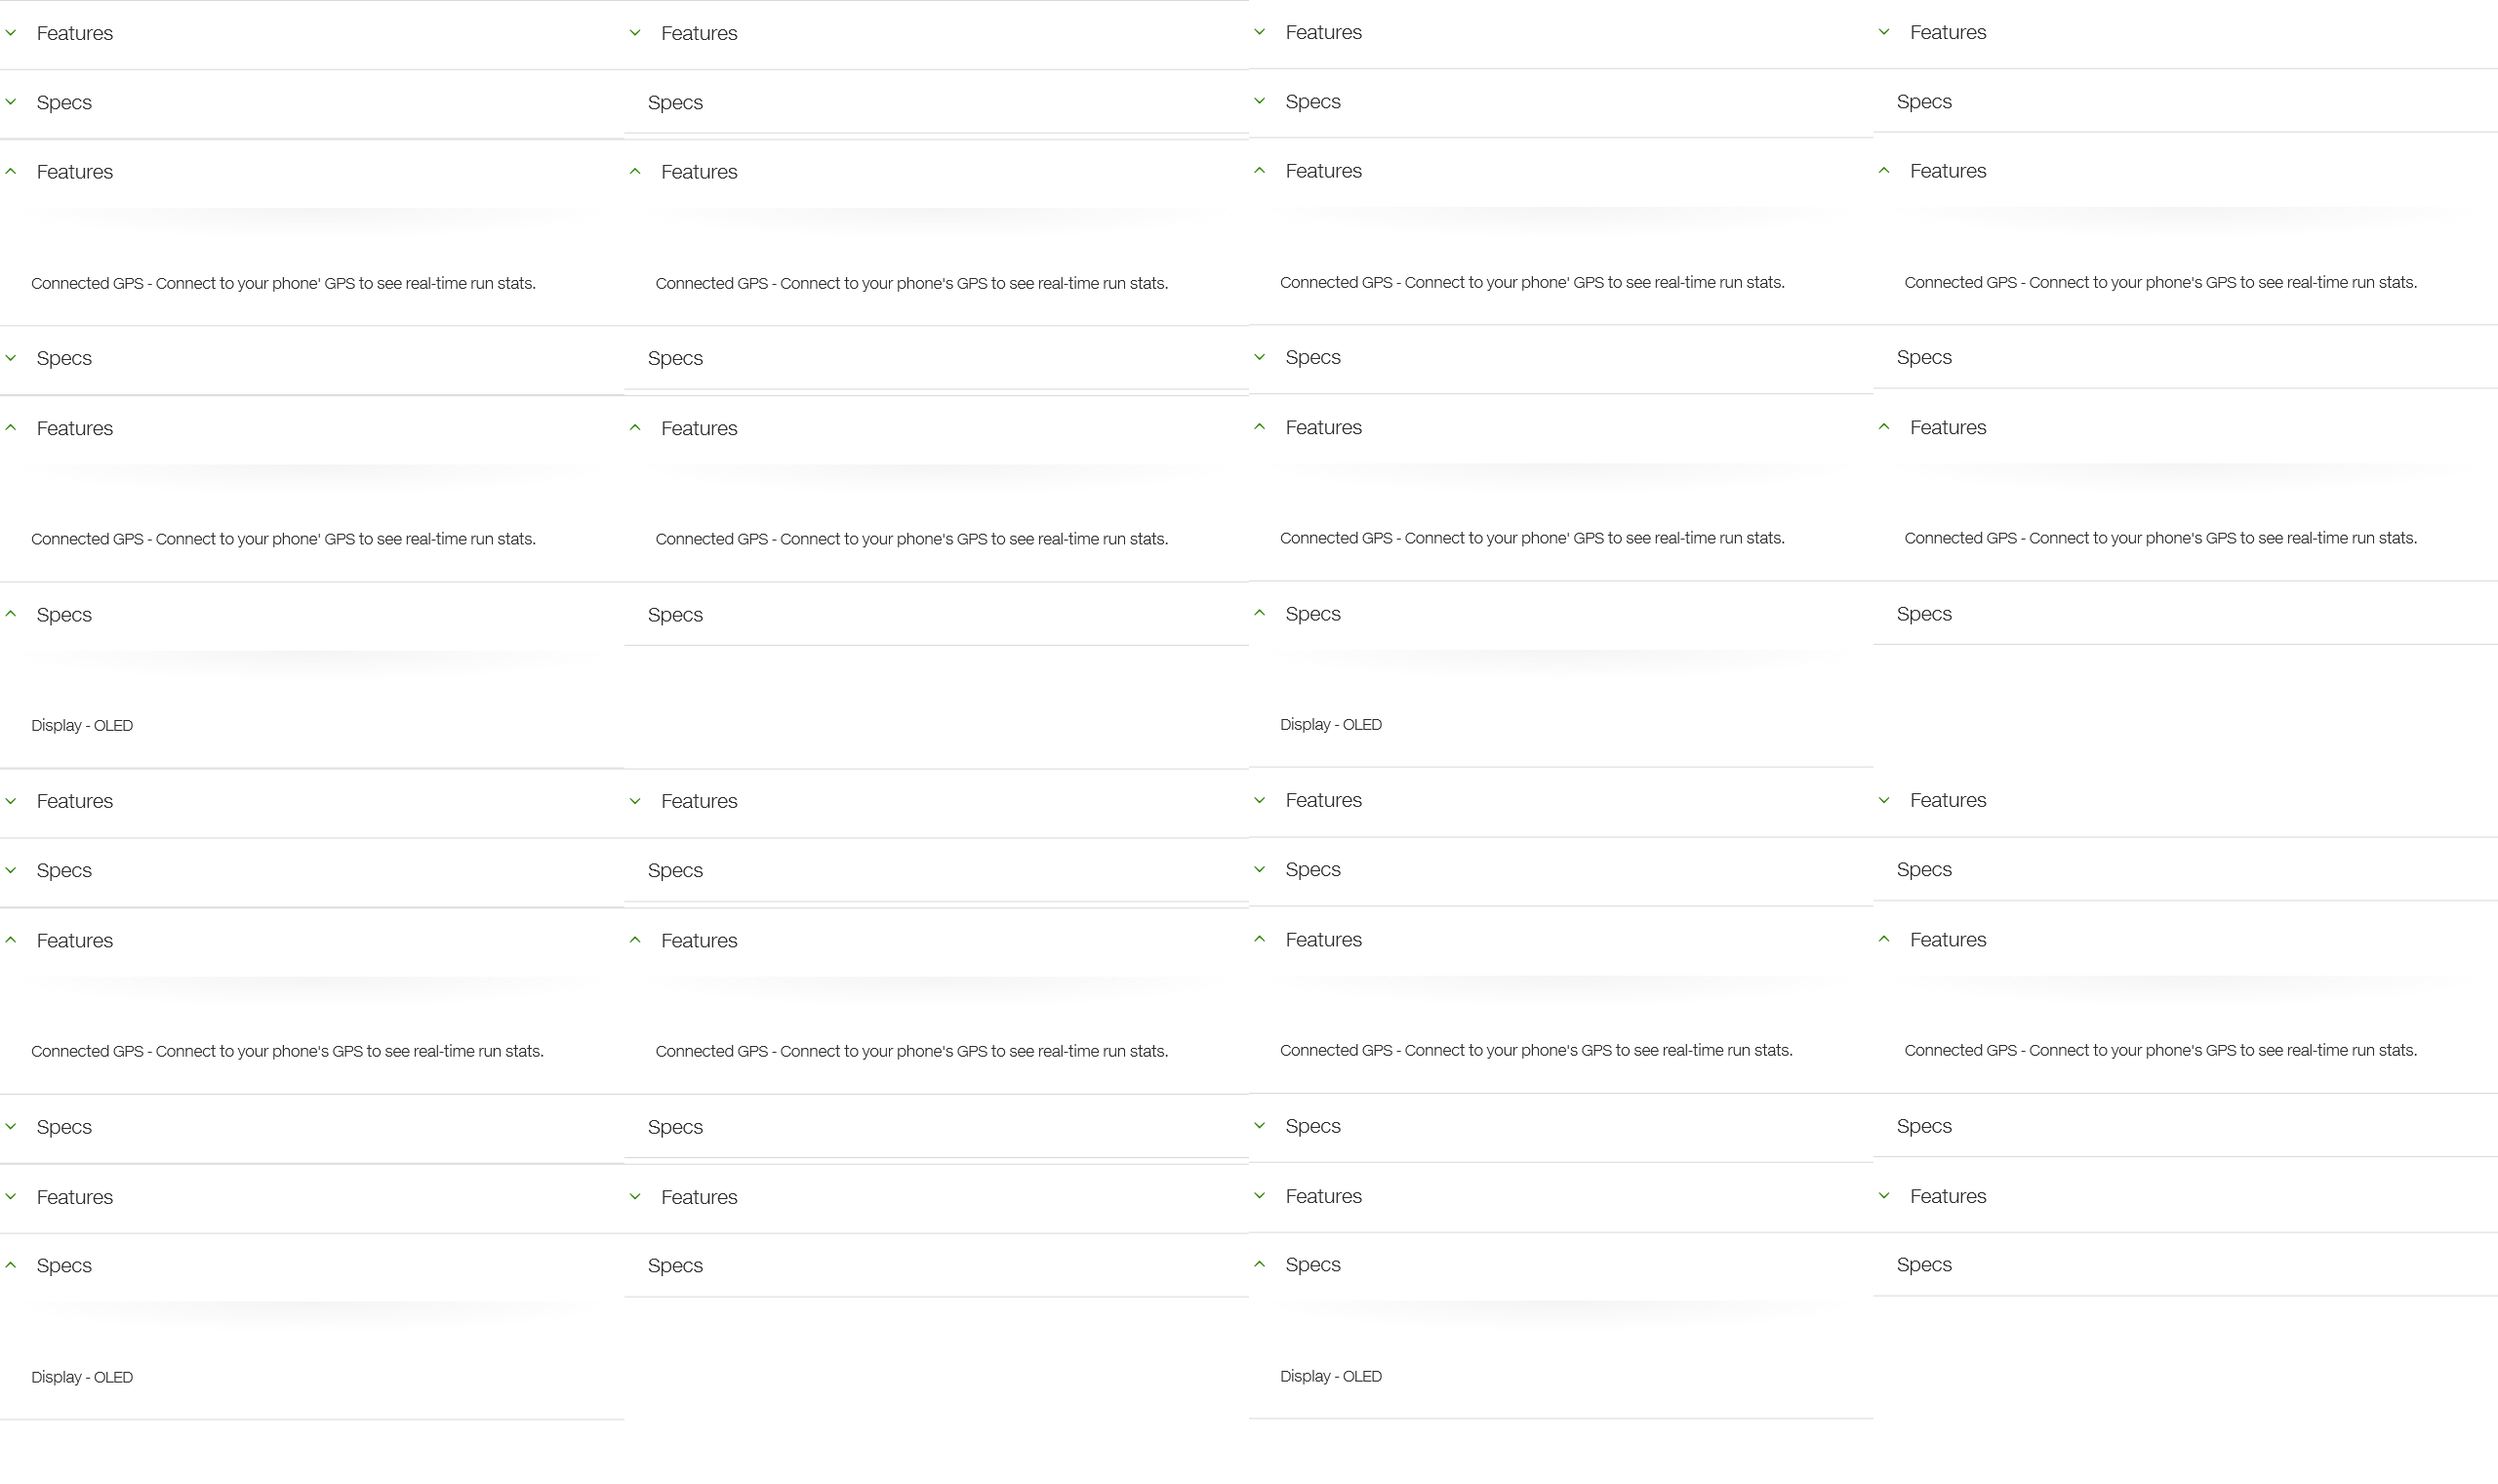 Features Features Features Features
Specs Specs Specs Specs
Features Features Features Features
Connected GPS - Connect to your phone' GPS to see real-time run stats. Connected GPS - Connect to your phone's GPS to see real-time run stats. Connected GPS - Connect to your phone' GPS to see real-time run stats. Connected GPS - Connect to your phone's GPS to see real-time run stats.
Specs Specs Specs Specs
Features Features Features Features
Connected GPS - Connect to your phone' GPS to see real-time run stats. Connected GPS - Connect to your phone's GPS to see real-time run stats. Connected GPS - Connect to your phone' GPS to see real-time run stats. Connected GPS - Connect to your phone's GPS to see real-time run stats.
Specs Specs Specs Specs
Display - OLED Display - OLED
Features Features Features Features
Specs Specs Specs Specs
Features Features Features Features
Connected GPS - Connect to your phone's GPS to see real-time run stats. Connected GPS - Connect to your phone's GPS to see real-time run stats. Connected GPS - Connect to your phone's GPS to see real-time run stats. Connected GPS - Connect to your phone's GPS to see real-time run stats.
Specs Specs Specs Specs
Features Features Features Features
Specs Specs Specs Specs
Display - OLED Display - OLED